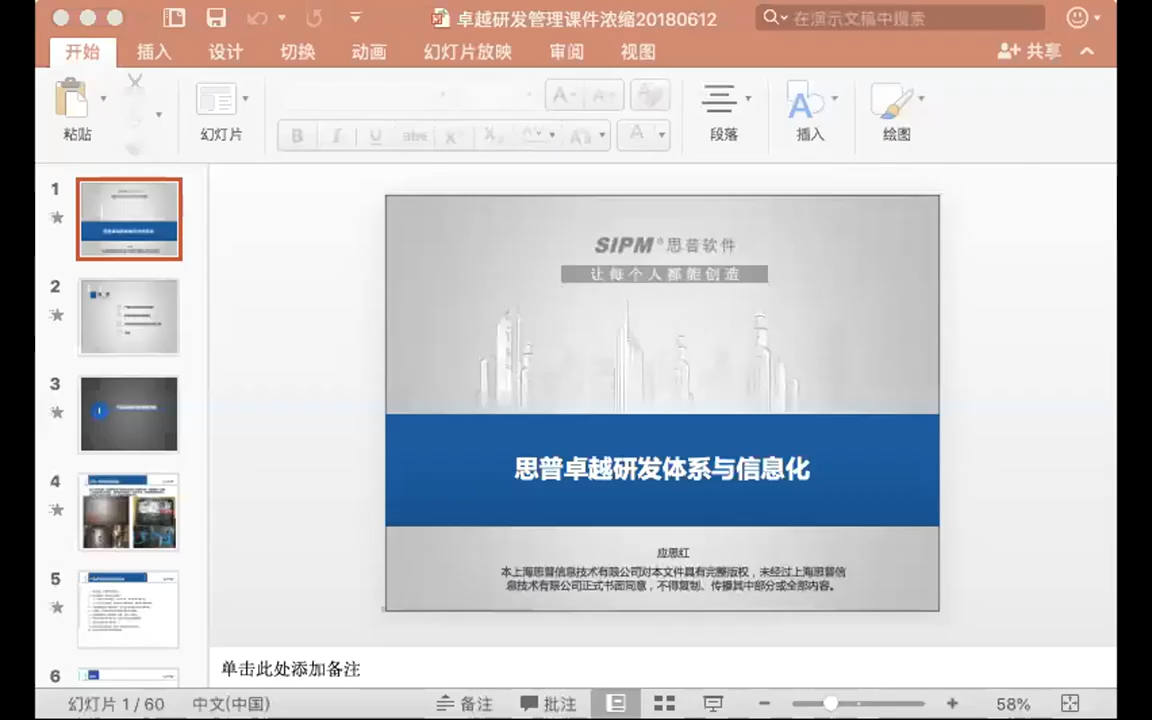 卓越研发管理课件浓缩20180612
在演示文稿中搜索
开始
插入
设计
切换
动画
幻灯片放映
审阅
视图
共享
粘贴
幻灯片
B I U abc X X A A A
段落
插入
绘图
1
2
3
4
5
6
SIPM®思普软件
让每个人都能创造
思普卓越研发体系与信息化
应思红
本上海思普信息技术有限公司对本文件具有完整版权，未经过上海思普信
息技术有限公司正式书面同意，不得复制、传播其中部分或全部内容。
单击此处添加备注
幻灯片 1 / 60
中文(中国)
备注
批注
58%